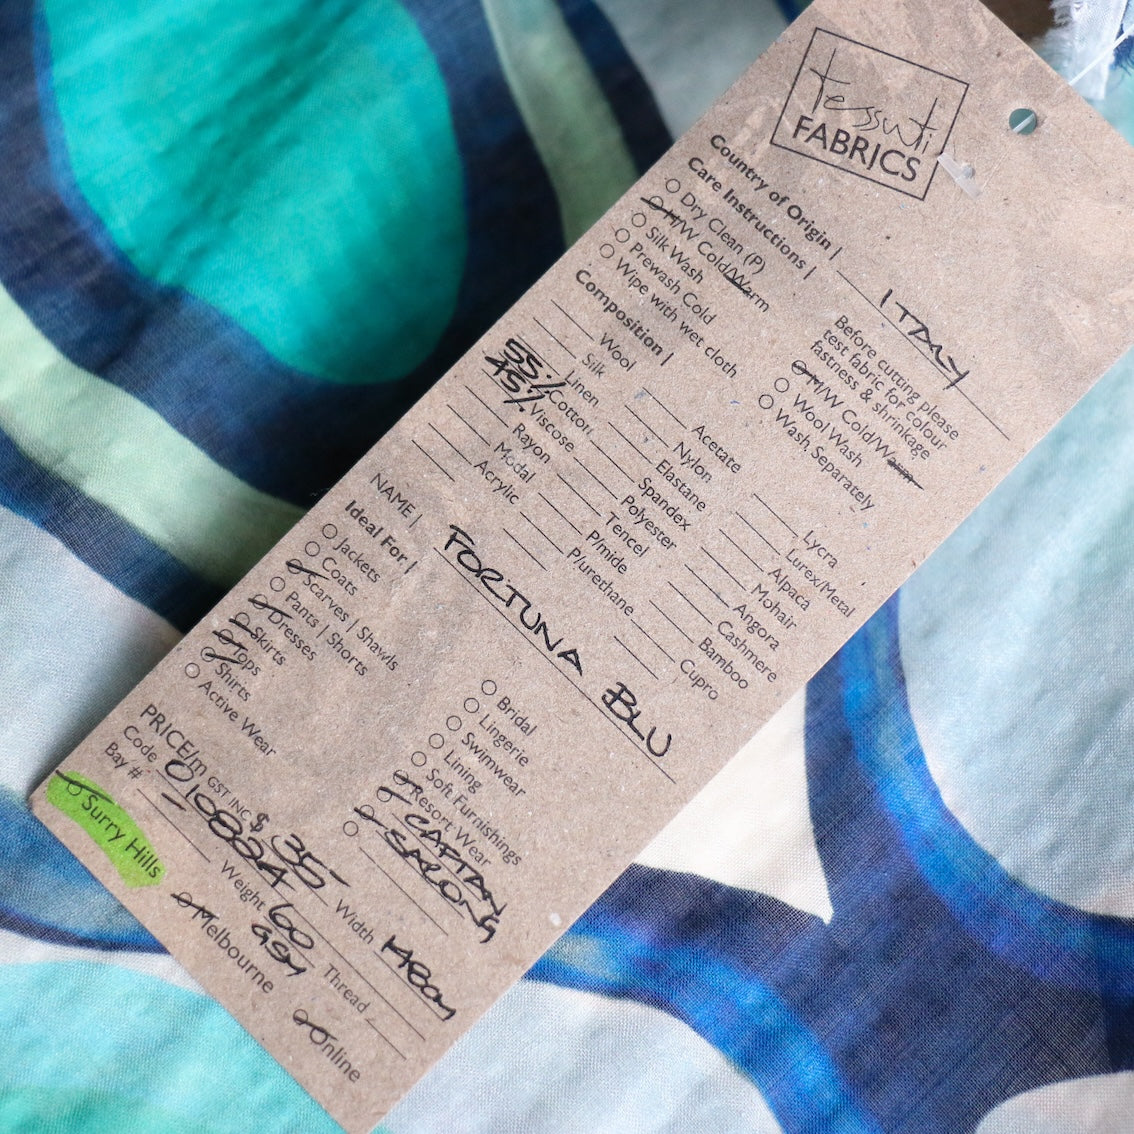 tessuti
FABRICS
Country of Origin | ITALY
Care Instructions |
Dry Clean (P)
H/W Cold/Warm
Silk Wash
Prewash Cold
Wipe with wet cloth
Before cutting please
test fabric for colour
fastness & shrinkage
H/W Cold/Warm
Wool Wash
Wash Separately
Composition |
Wool
Silk
Linen
55% Cotton
45% Viscose
Rayon
Modal
Acrylic
Acetate
Nylon
Elastane
Spandex
Polyester
Tencel
P/mide
P/urethane
Lycra
Lurex/Metal
Alpaca
Mohair
Angora
Cashmere
Bamboo
Cupro
NAME | FORTUNA BLU
Ideal For |
Jackets
Coats
Scarves | Shawls
Pants | Shorts
Dresses
Skirts
Tops
Shirts
Active Wear
Bridal
Lingerie
Swimwear
Lining
Soft Furnishings
Resort Wear
CAFTAN
SARONG
PRICE/m GST INC $ 35- Width 148cm
Code 010824 Weight 60 GSM Thread
Bay #
Surry Hills
Melbourne
Online